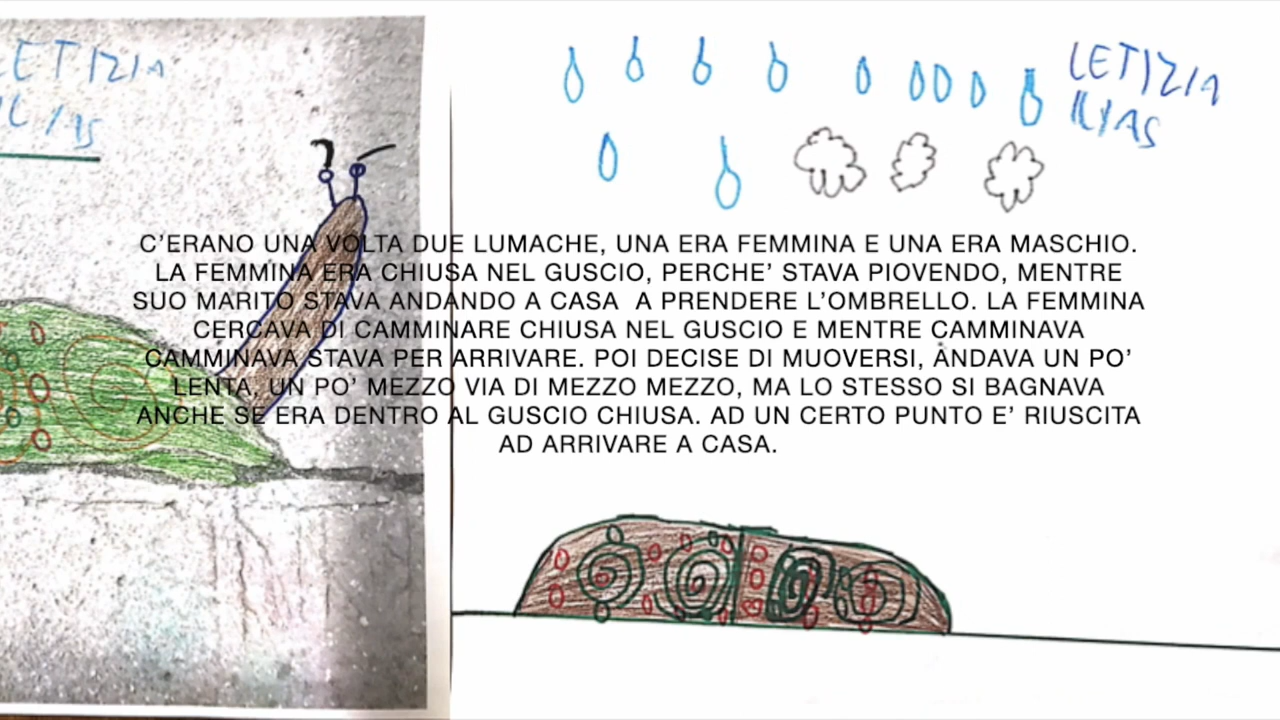 LETIZIA
ILIAS
LETIZIA
ILIAS
C’ERANO UNA VOLTA DUE LUMACHE, UNA ERA FEMMINA E UNA ERA MASCHIO.
LA FEMMINA ERA CHIUSA NEL GUSCIO, PERCHE’ STAVA PIOVENDO, MENTRE
SUO MARITO STAVA ANDANDO A CASA A PRENDERE L’OMBRELLO. LA FEMMINA
CERCAVA DI CAMMINARE CHIUSA NEL GUSCIO E MENTRE CAMMINAVA
CAMMINAVA STAVA PER ARRIVARE. POI DECISE DI MUOVERSI, ANDAVA UN PO’
LENTA, UN PO’ MEZZO VIA DI MEZZO MEZZO, MA LO STESSO SI BAGNAVA
ANCHE SE ERA DENTRO AL GUSCIO CHIUSA. AD UN CERTO PUNTO E’ RIUSCITA
AD ARRIVARE A CASA.